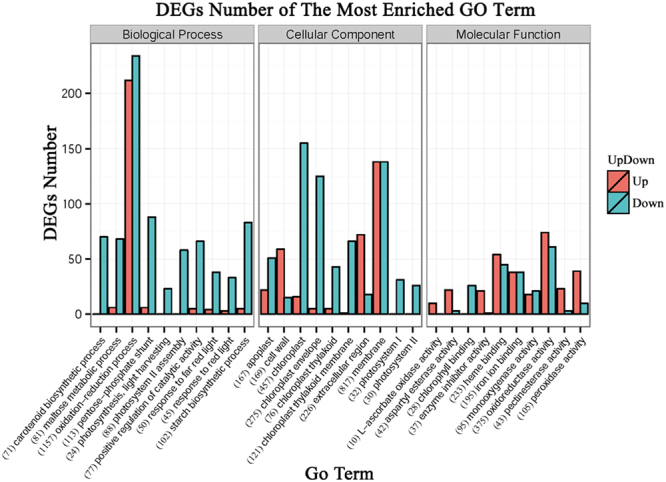 DEGs Number of The Most Enriched GO Term
Biological Process
Cellular Component
Molecular Function
DEGs Number
200
150
100
50
0
UpDown
Up
Down
(71) carotenoid biosynthetic process
(81) maltose metabolic process
(1157) oxidation-reduction process
(113) pentose-phosphate shunt
(24) photosynthesis, light harvesting
(88) photosystem II assembly
(77) positive regulation of catalytic activity
(50) response to far red light
(45) response to red light
(102) starch biosynthetic process
(167) apoplast
(169) cell wall
(457) chloroplast
(275) chloroplast envelope
(76) chloroplast thylakoid
(121) chloroplast thylakoid membrane
(226) extracellular region
(817) membrane
(32) photosystem I
(30) photosystem II
(10) L-ascorbate oxidase activity
(42) aspartyl esterase activity
(28) chlorophyll binding
(37) enzyme inhibitor activity
(233) heme binding
(195) iron ion binding
(95) monooxygenase activity
(375) oxidoreductase activity
(43) pectinesterase activity
(105) peroxidase activity
Go Term